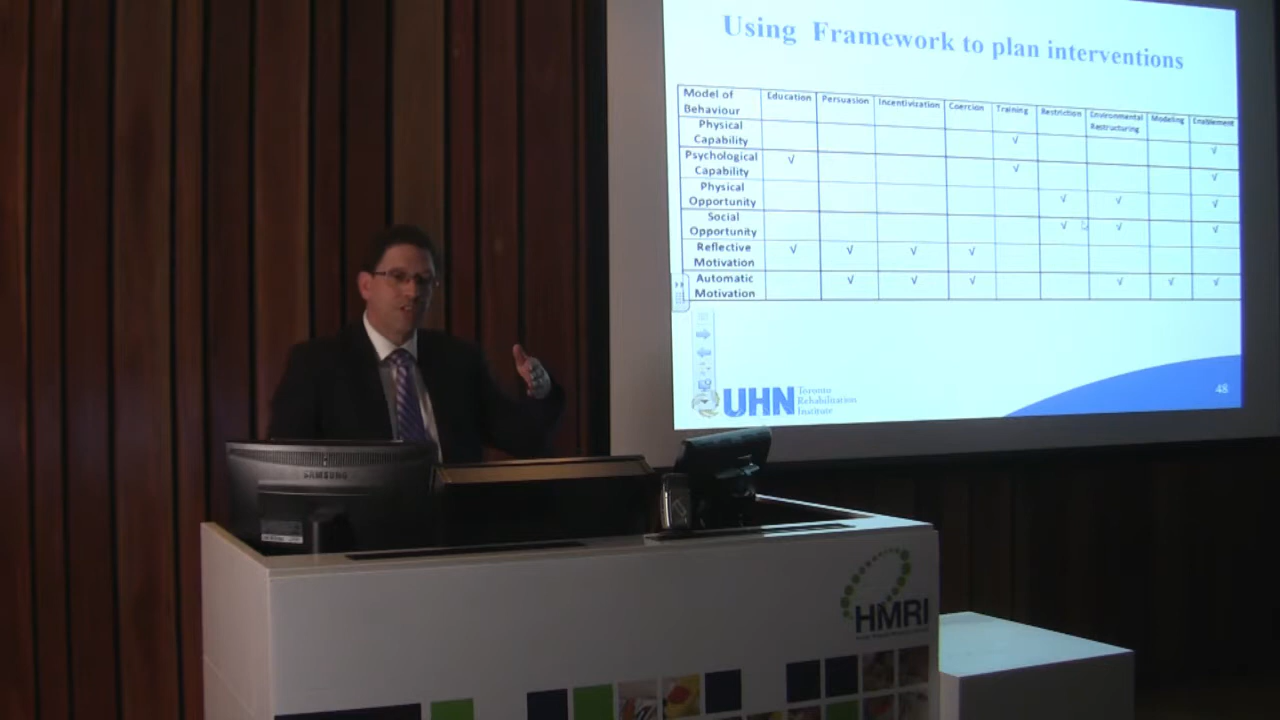 Using Framework to plan interventions
Model of Behaviour Education Persuasion Incentivization Coercion Training Restriction Environmental Restructuring Modeling Enablement
Physical Capability √ √
Psychological Capability √ √ √
Physical Opportunity √ √ √
Social Opportunity √ √ √
Reflective Motivation √ √ √ √
Automatic Motivation √ √ √ √ √ √
UHN Toronto
Rehabilitation
Institute
48
SAMSUNG
HMRI